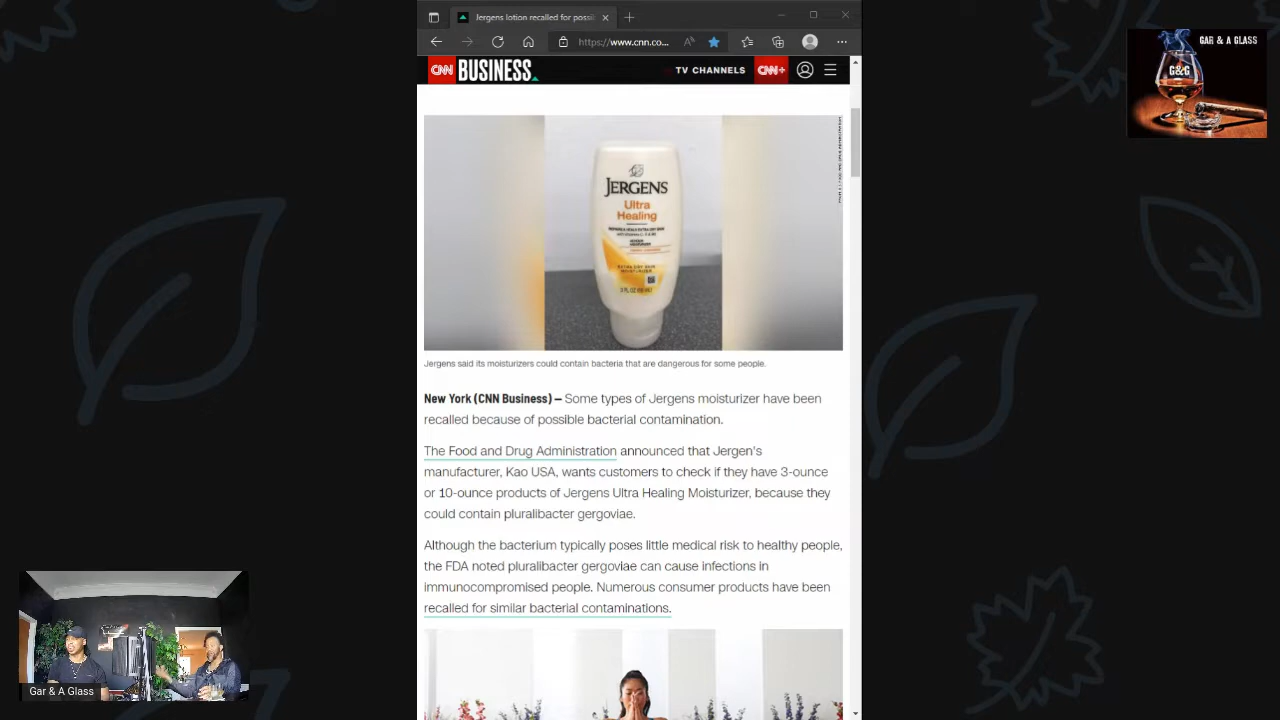 Jergens lotion recalled for possi
https://www.cnn.co...
GAR & A GLASS
G&G
CNN BUSINESS
TV CHANNELS
CNN+
JERGENS
Ultra
Healing
EXTRA DRY SKIN
MOISTURIZER
Jergens said its moisturizers could contain bacteria that are dangerous for some people.
New York (CNN Business) — Some types of Jergens moisturizer have been
recalled because of possible bacterial contamination.
The Food and Drug Administration announced that Jergen's
manufacturer, Kao USA, wants customers to check if they have 3-ounce
or 10-ounce products of Jergens Ultra Healing Moisturizer, because they
could contain pluralibacter gergoviae.
Although the bacterium typically poses little medical risk to healthy people,
the FDA noted pluralibacter gergoviae can cause infections in
immunocompromised people. Numerous consumer products have been
recalled for similar bacterial contaminations.
Gar & A Glass